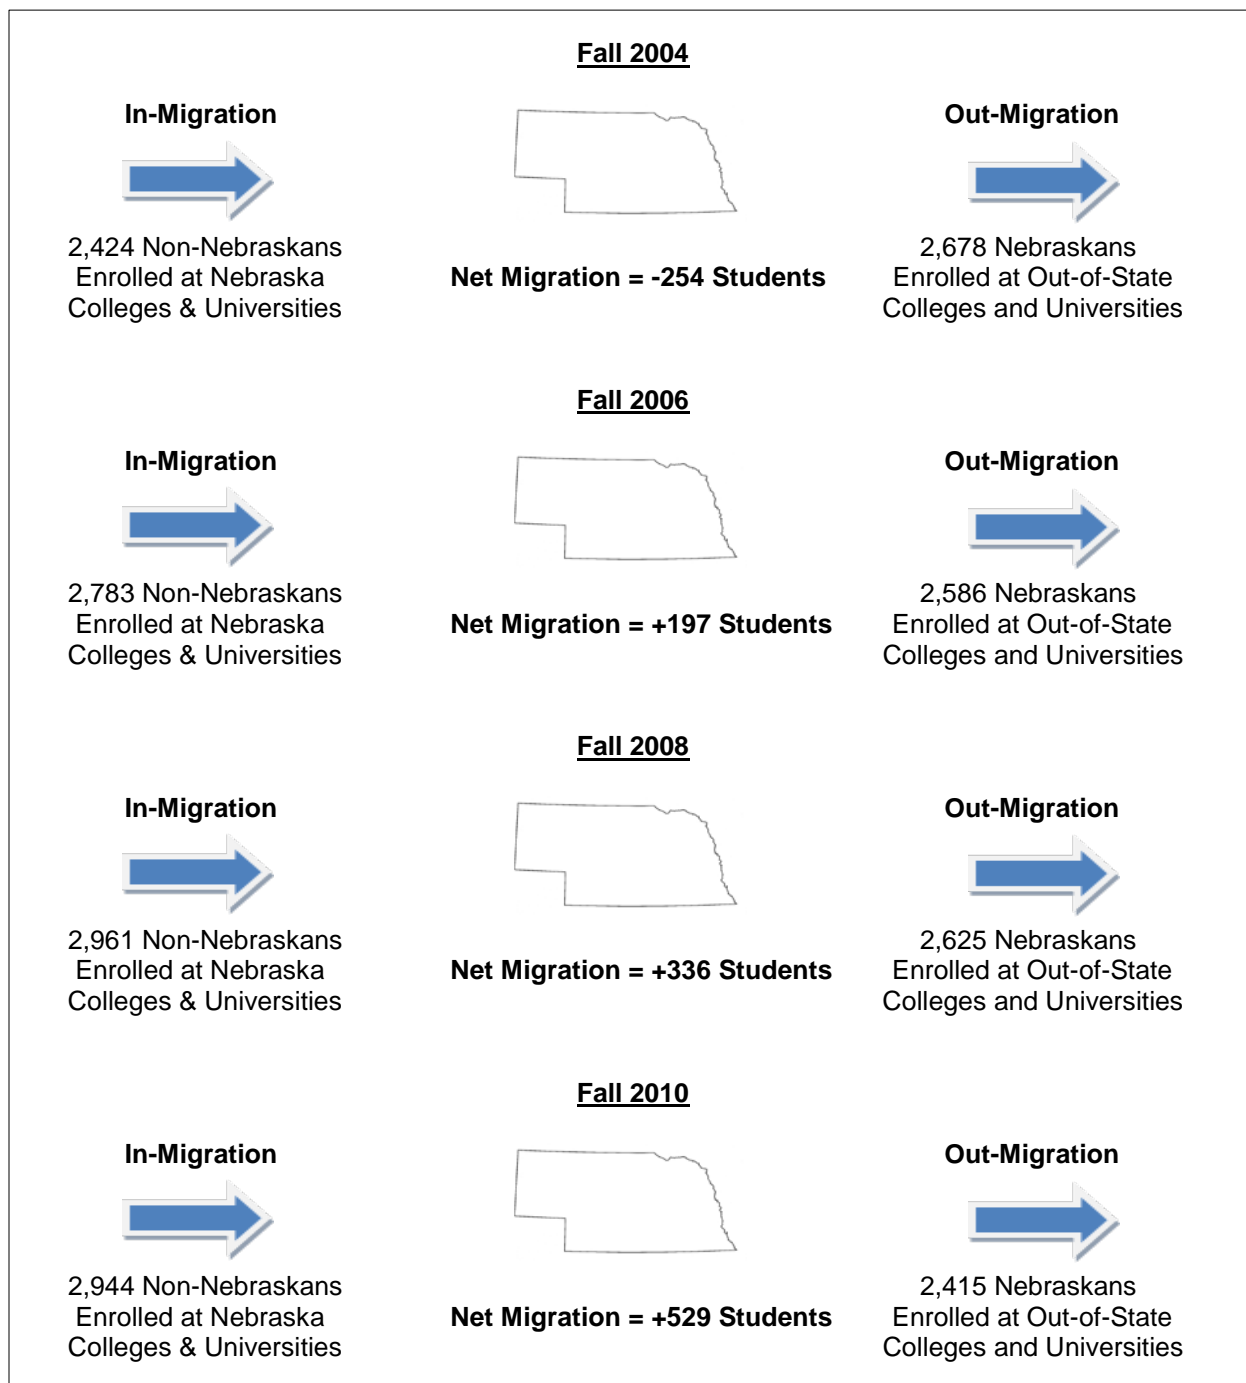 Fall 2004
In-Migration
Out-Migration
2,424 Non-Nebraskans
Enrolled at Nebraska
Colleges & Universities
Net Migration = -254 Students
2,678 Nebraskans
Enrolled at Out-of-State
Colleges and Universities
Fall 2006
In-Migration
Out-Migration
2,783 Non-Nebraskans
Enrolled at Nebraska
Colleges & Universities
Net Migration = +197 Students
2,586 Nebraskans
Enrolled at Out-of-State
Colleges and Universities
Fall 2008
In-Migration
Out-Migration
2,961 Non-Nebraskans
Enrolled at Nebraska
Colleges & Universities
Net Migration = +336 Students
2,625 Nebraskans
Enrolled at Out-of-State
Colleges and Universities
Fall 2010
In-Migration
Out-Migration
2,944 Non-Nebraskans
Enrolled at Nebraska
Colleges & Universities
Net Migration = +529 Students
2,415 Nebraskans
Enrolled at Out-of-State
Colleges and Universities